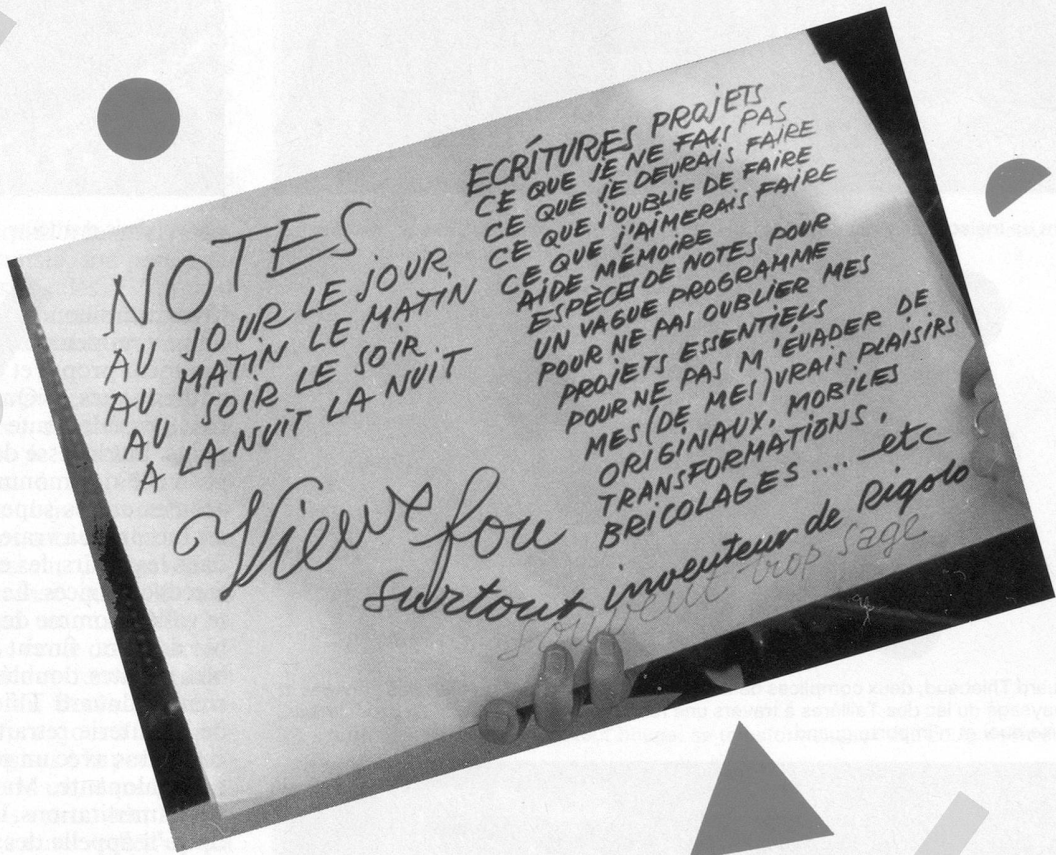 NOTES
AU JOUR LE JOUR
AU MATIN LE MATIN
AU SOIR LE SOIR
A LA NUIT LA NUIT
ECRITURES PROJETS
CE QUE JE NE FAIS PAS
CE QUE JE DEVRAIS FAIRE
CE QUE J'OUBLIE DE FAIRE
CE QUE J'AIMERAIS FAIRE
AIDE MÉMOIRE
ESPÈCES DE NOTES POUR
UN VAGUE PROGRAMME
POUR NE PAS OUBLIER MES
PROJETS ESSENTIELS
POUR NE PAS M'ÉVADER DE
MES (DE MES) VRAIS PLAISIRS
ORIGINAUX, MOBILES
TRANSFORMATIONS,
BRICOLAGES .... etc
fou
surtout inventeur de Rigolo
souvent trop sage